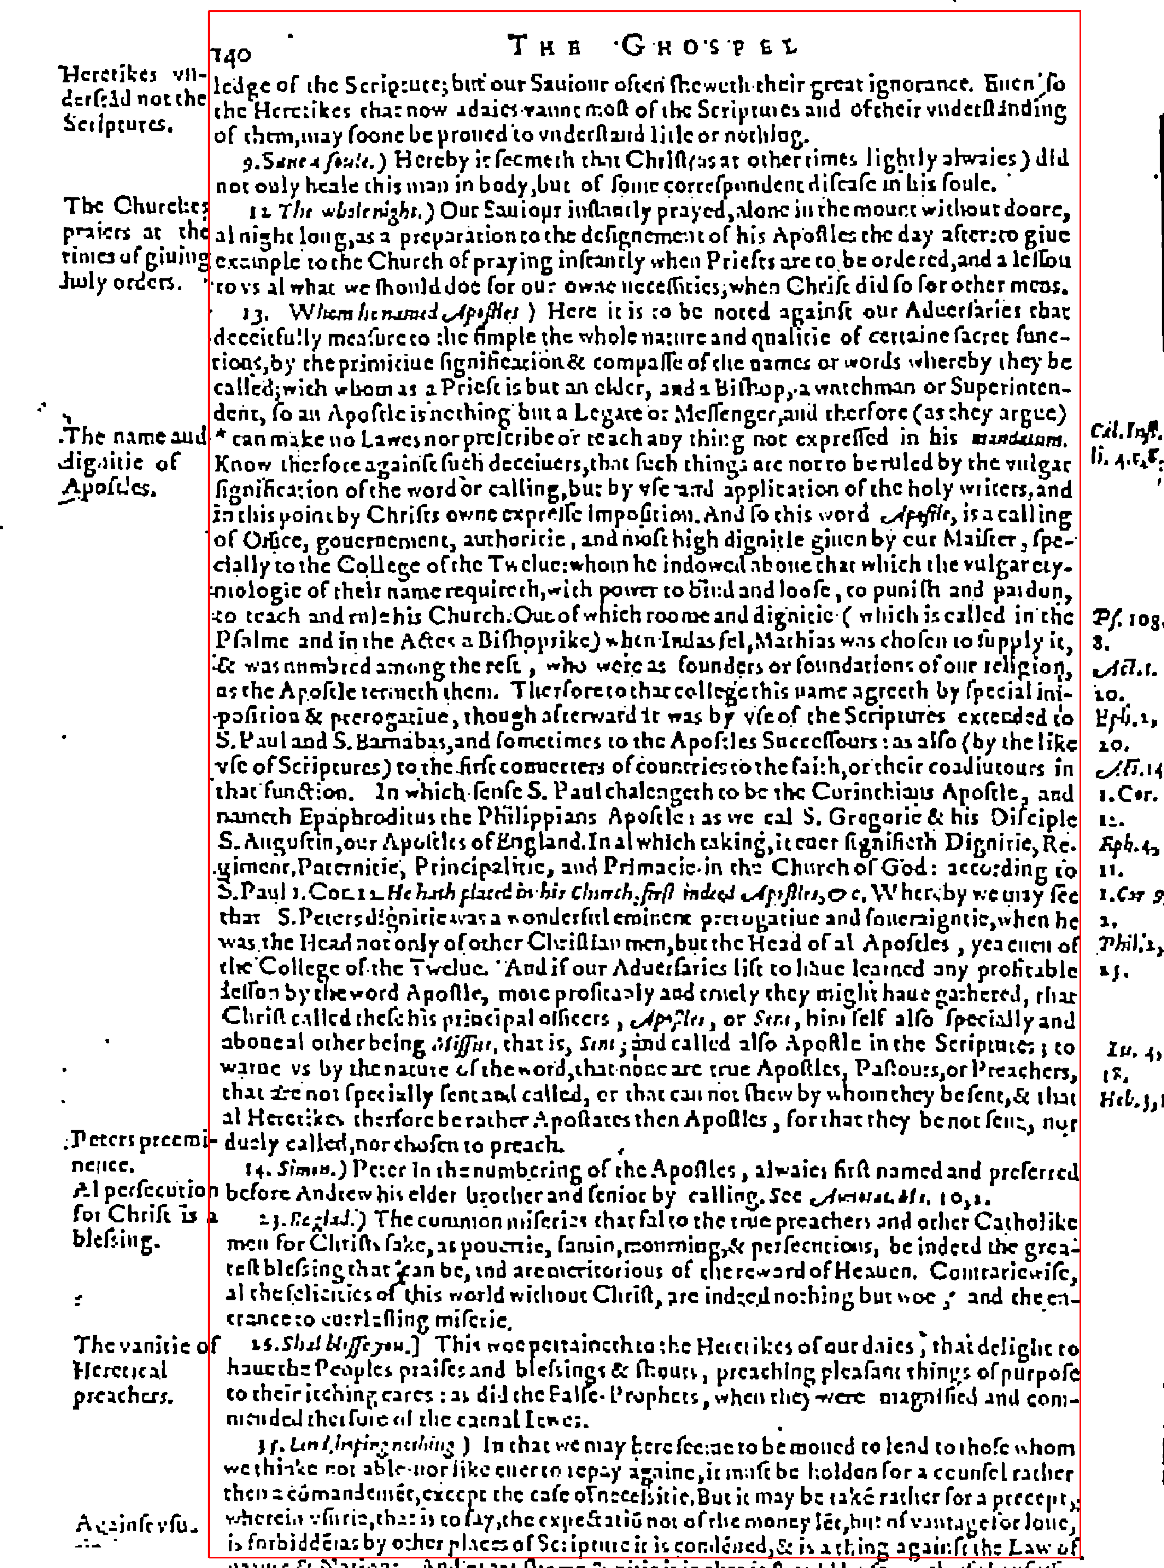 140
THE GHOSPEL
Heretikes vn-
derstād not the
Scriptures.
ledge of the Scripture; but our Sauiour often sheweth their great ignorance. Euen so
the Heretikes that now adaies vaunt most of the Scriptures and of their vnderstanding
of them, may soone be proued to vnderstand litle or nothing.
9. Saue a soule.) Hereby it seemeth that Christ (as at other times lightly alwaies) did
not only heale this man in body, but of some correspondent disease in his soule.
The Churches
praiers at the
times of giuing
holy orders.
12 The whole night.) Our Sauiour instantly prayed, alone in the mount without doore,
al night long, as a preparation to the designement of his Apostles the day after: to giue
example to the Church of praying instantly when Priests are to be ordered, and a lesson
to vs al what we should doe for our owne necessities, when Christ did so for other mens.
13. Whom he named Apostles) Here it is to be noted against our Aduersaries that
deceitfully measure to the simple the whole nature and qualitie of certaine sacret func-
tions, by the primitiue signification & compasse of the names or words whereby they be
called; with whom as a Priest is but an elder, and a Bishop, a watchman or Superinten-
dent, so an Apostle is nothing but a Legate or Messenger, and therfore (as they argue)
The name and
dignitie of
Apostles.
* can make no Lawes nor prescribe or teach any thing not expressed in his mandatum.
Cal. Inst.
li. 4. c. 8.
Know therfore against such deceiuers, that such things are not to be ruled by the vulgar
signification of the word or calling, but by vse and application of the holy writers, and
in this point by Christs owne expresse imposition. And so this word Apostle, is a calling
of Office, gouernement, authoritie, and most high dignitie giuen by our Maister, spe-
cially to the College of the Twelue: whom he indowed aboue that which the vulgar ety-
mologie of their name requireth, with power to bind and loose, to punish and pardon,
to teach and rule his Church. Out of which roome and dignitie (which is called in the
Ps. 108,
8.
Psalme and in the Actes a Bishoprike) when Iudas fel, Mathias was chosen to supply it,
& was numbred among the rest, who were as founders or foundations of our religion,
Act. 1.
20.
as the Apostle termeth them. Therfore to that college this name agreeth by special im-
position & prerogatiue, though afterward it was by vse of the Scriptures extended to
Eph. 2,
20.
S. Paul and S. Barnabas, and sometimes to the Apostles Successours: as also (by the like
vse of Scriptures) to the first conuerters of countries to the faith, or their coadiutours in
Act. 14
that function. In which sense S. Paul chalengeth to be the Corinthians Apostle, and
1. Cor.
12.
nameth Epaphroditus the Philippians Apostle: as we cal S. Gregorie & his Disciple
S. Augustin, our Apostles of England. In al which taking, it euer signifieth Dignitie, Re-
Eph. 4,
11.
giment, Paternitie, Principalitie, and Primacie in the Church of God: according to
S. Paul 1. Cor. 12. He hath placed in his Church, first indeed Apostles, &c. Whereby we may see
1. Cor 9
2.
that S. Peters dignitie was a wonderful eminent prerogatiue and soueraigntie, when he
was the Head not only of other Christian men, but the Head of al Apostles, yea euen of
Phil. 2,
25.
the College of the Twelue. And if our Aduersaries list to haue learned any profitable
lesson by the word Apostle, more profitably and truely they might haue gathered, that
Christ called these his principal officers, Apostles, or Sent, him self also specially and
aboue al other being Missus, that is, Sent; and called also Apostle in the Scriptures; to
Io. 4,
18.
warne vs by the nature of the word, that none are true Apostles, Pastours, or Preachers,
that are not specially sent and called, or that can not shew by whom they be sent, & that
Heb. 3, 1
al Heretikes therfore be rather Apostates then Apostles, for that they be not sent, nor
duely called, nor chosen to preach.
Peters preemi-
nence.
14. Simon.) Peter in the numbering of the Apostles, alwaies first named and preferred
before Andrew his elder brother and senior by calling. See Annot. Mt. 10, 2.
Al persecution
for Christ is a
blessing.
23. Be glad.) The common miseries that fal to the true preachers and other Catholike
men for Christs sake, as pouertie, famin, mourning, & persecutions, be indeed the grea-
test blessing that can be, and are meritorious of the reward of Heauen. Contrariewise,
al the felicities of this world without Christ, are indeed nothing but woe, and the en-
trance to euerlasting miserie.
The vanitie of
Heretical
preachers.
26. Shal blesse you.] This woe pertaineth to the Heretikes of our daies, that delight to
haue the Peoples praises and blessings & shouts, preaching pleasant things of purpose
to their itching eares: as did the False-Prophets, when they were magnified and com-
mended therfore of the carnal Iewes.
35. Lend, hoping nothing) In that we may here seeme to be moued to lend to those whom
we thinke not able nor like euer to repay againe, it must be holden for a counsel rather
then a cōmandemēt, except the case of necessitie. But it may be takē rather for a precept,
Against vsu.
wherein vsurie, that is to say, the expectatiō not of the money lēt, but of vantage for loue,
is forbiddē: as by other places of Scripture it is condēned, & is a thing against the Law of